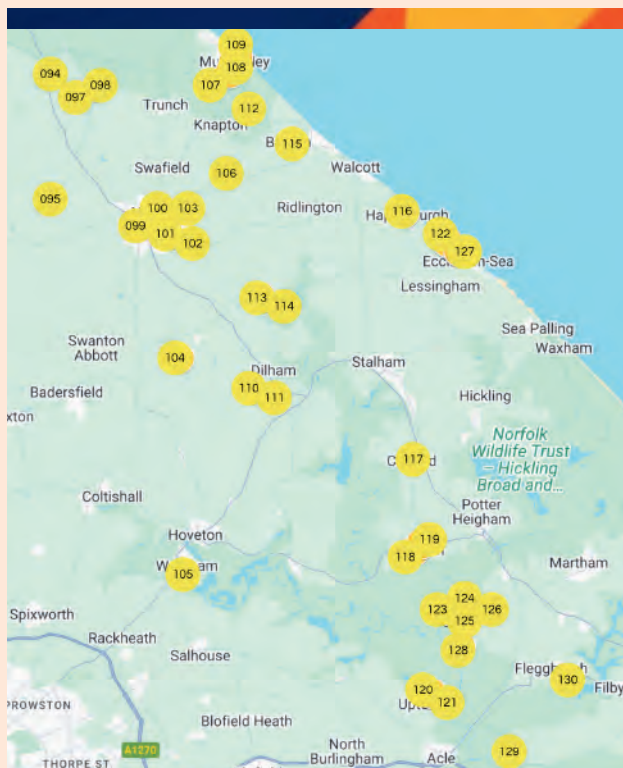 109
108
094
098
107
097
Trunch
112
Knapton
115
Swafield
Walcott
106
095
100
103
Ridlington
116
099
101
122
102
127
Lessingham
113
114
Sea Palling
Swanton
Abbott
Waxham
104
Stalham
Dilham
110
111
Badersfield
Hickling
xton
Norfolk
Wildlife Trust
– Hickling
Broad and...
117
Coltishall
Potter
Heigham
Hoveton
119
118
Martham
105
124
123
126
Spixworth
125
Rackheath
128
Salhouse
130
Filby
120
121
PROWSTON
Blofield Heath
A1270
North
Burlingham
Acle
129
THORPE ST